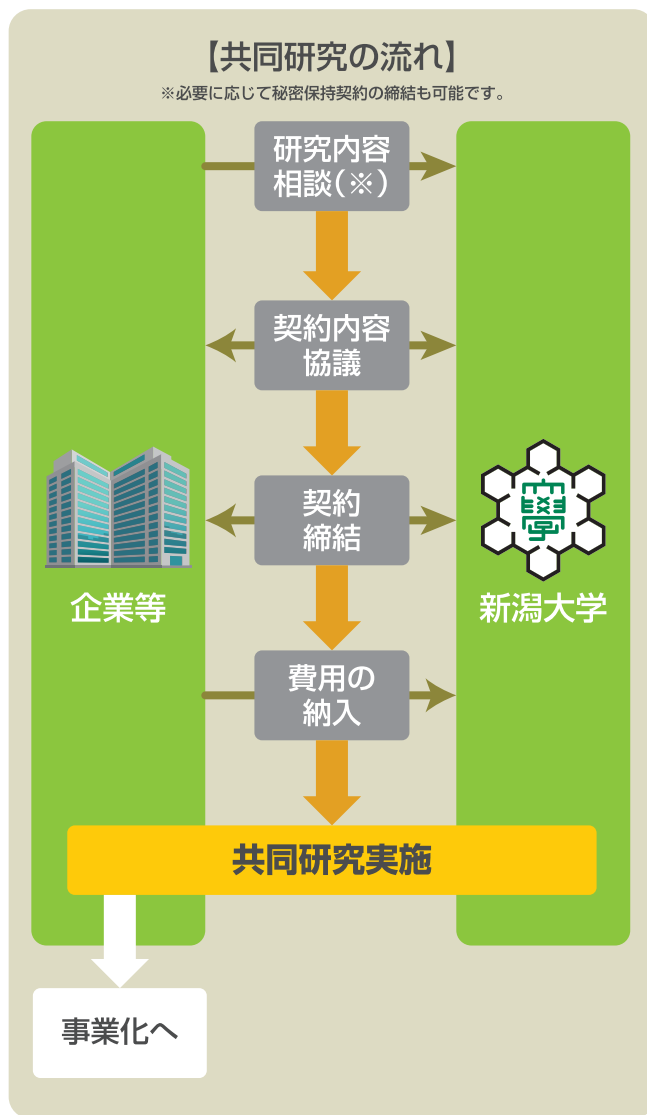 【共同研究の流れ】
※必要に応じて秘密保持契約の締結も可能です。
研究内容
相談(※)
契約内容
協議
契約
締結
企業等
學
新潟大学
費用の
納入
共同研究実施
事業化へ